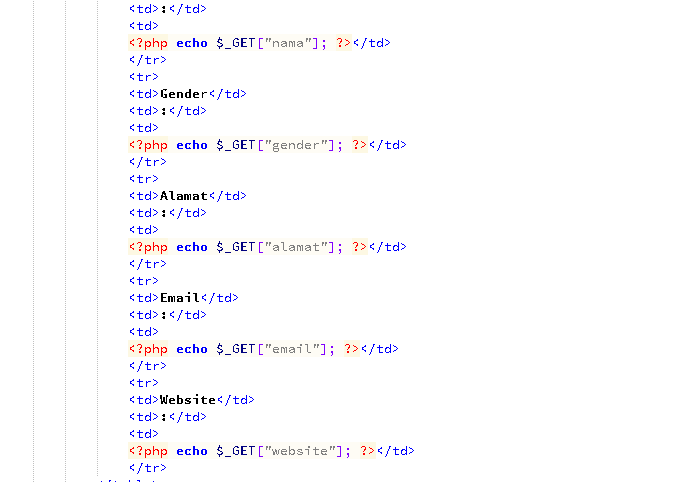 <td>:</td>
<td>
<?php echo $_GET["nama"]; ?></td>
</tr>
<tr>
<td>Gender</td>
<td>:</td>
<td>
<?php echo $_GET["gender"]; ?></td>
</tr>
<tr>
<td>Alamat</td>
<td>:</td>
<td>
<?php echo $_GET["alamat"]; ?></td>
</tr>
<tr>
<td>Email</td>
<td>:</td>
<td>
<?php echo $_GET["email"]; ?></td>
</tr>
<tr>
<td>Website</td>
<td>:</td>
<td>
<?php echo $_GET["website"]; ?></td>
</tr>